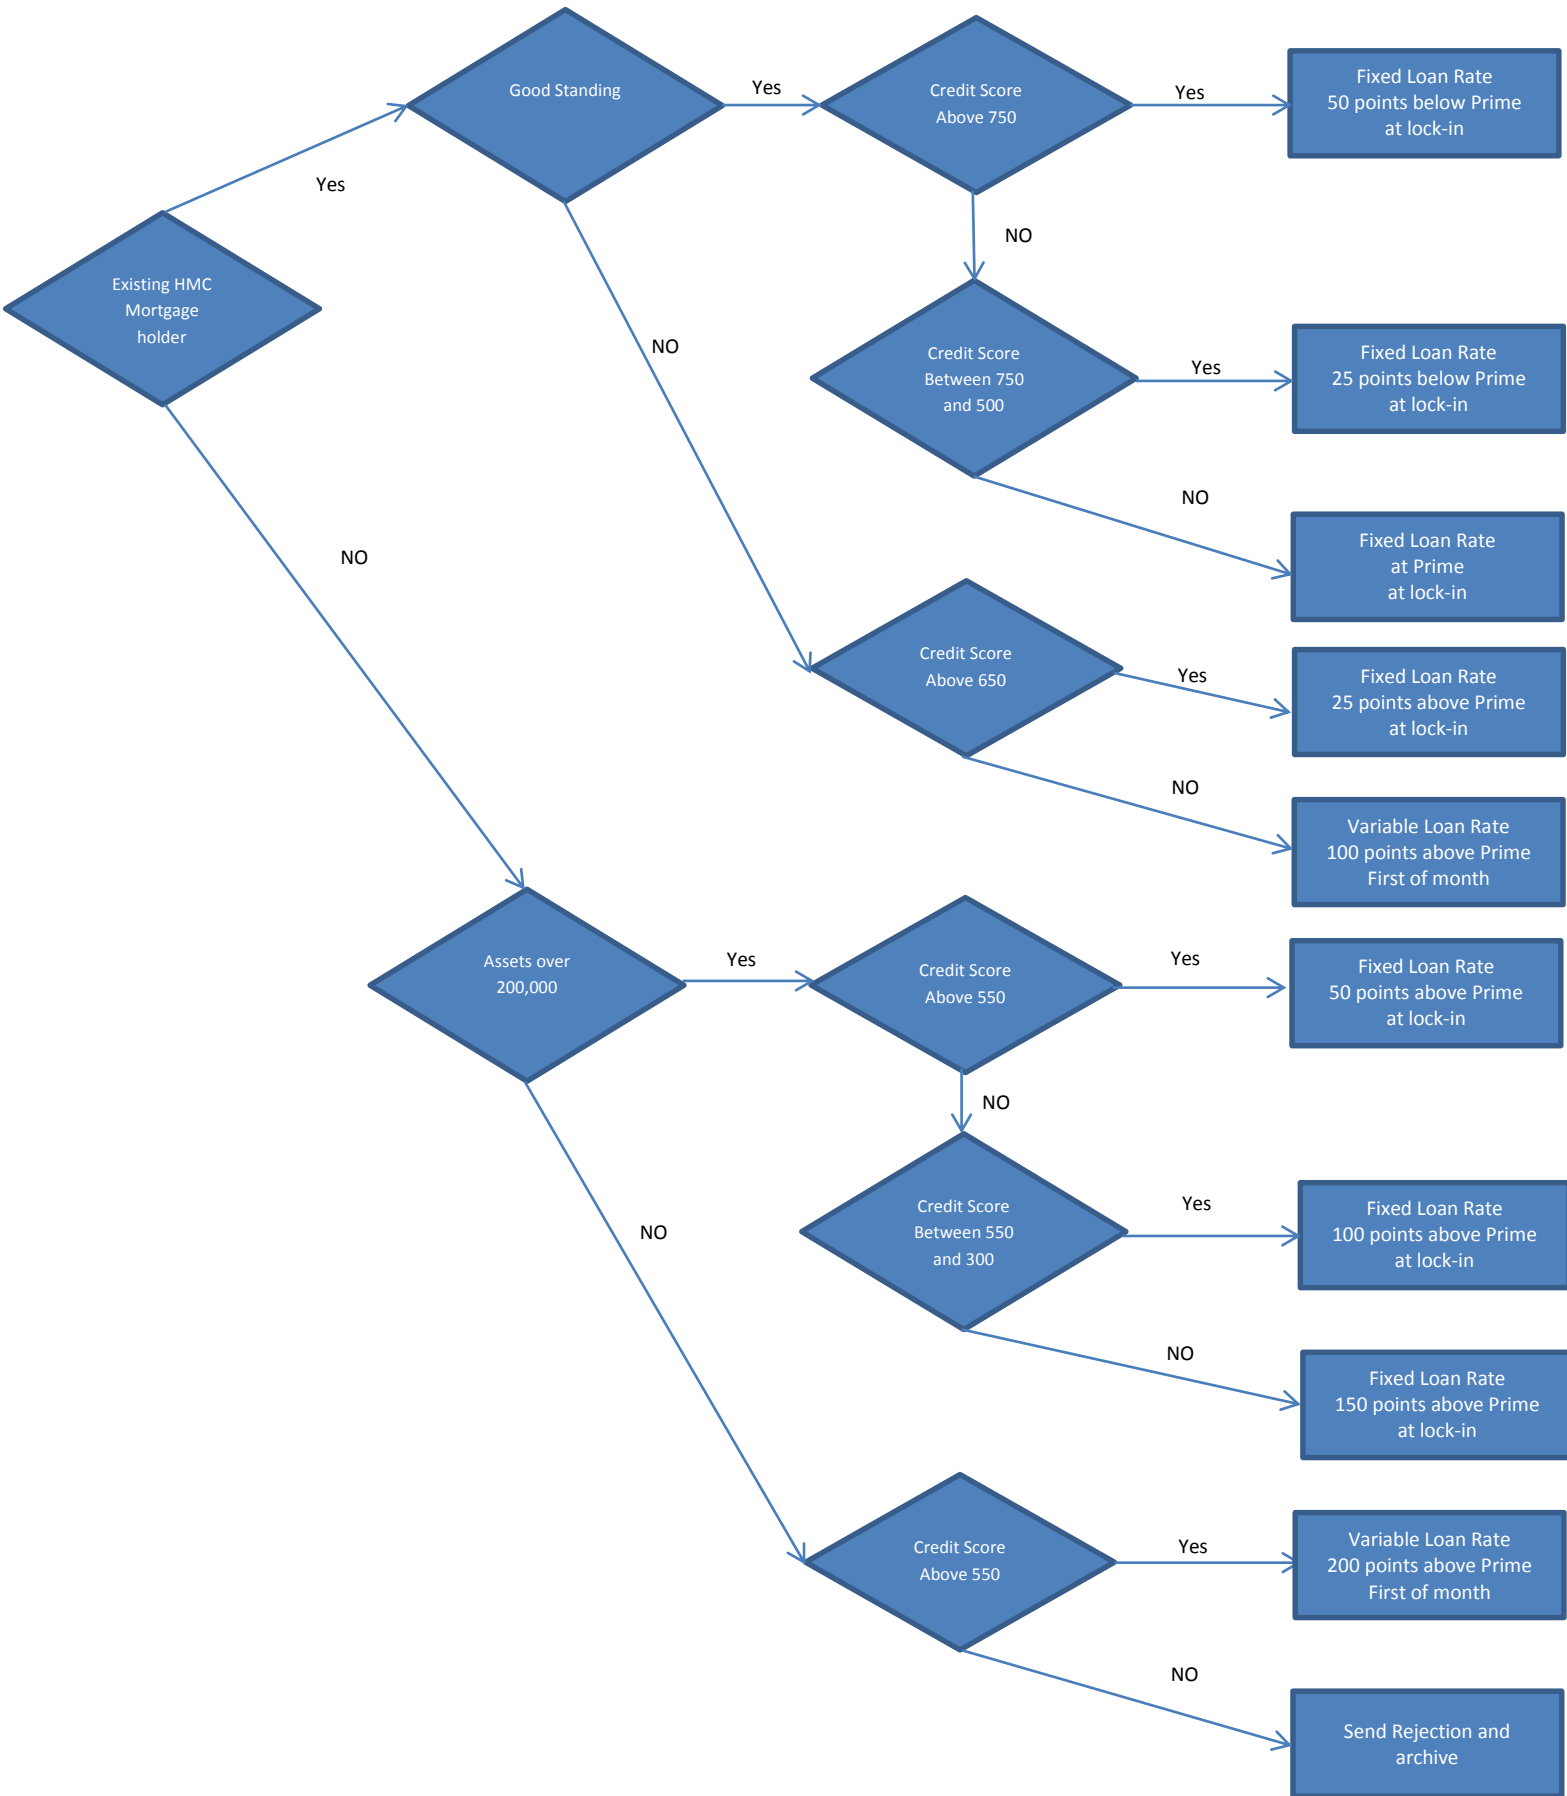 Good Standing
Yes
Credit Score
Above 750
Yes
Fixed Loan Rate
50 points below Prime
at lock-in
Yes
NO
Existing HMC
Mortgage
holder
NO
Credit Score
Between 750
and 500
Yes
Fixed Loan Rate
25 points below Prime
at lock-in
NO
NO
Fixed Loan Rate
at Prime
at lock-in
Credit Score
Above 650
Yes
Fixed Loan Rate
25 points above Prime
at lock-in
NO
Variable Loan Rate
100 points above Prime
First of month
Assets over
200,000
Yes
Credit Score
Above 550
Yes
Fixed Loan Rate
50 points above Prime
at lock-in
NO
NO
Credit Score
Between 550
and 300
Yes
Fixed Loan Rate
100 points above Prime
at lock-in
NO
Fixed Loan Rate
150 points above Prime
at lock-in
Credit Score
Above 550
Yes
Variable Loan Rate
200 points above Prime
First of month
NO
Send Rejection and
archive